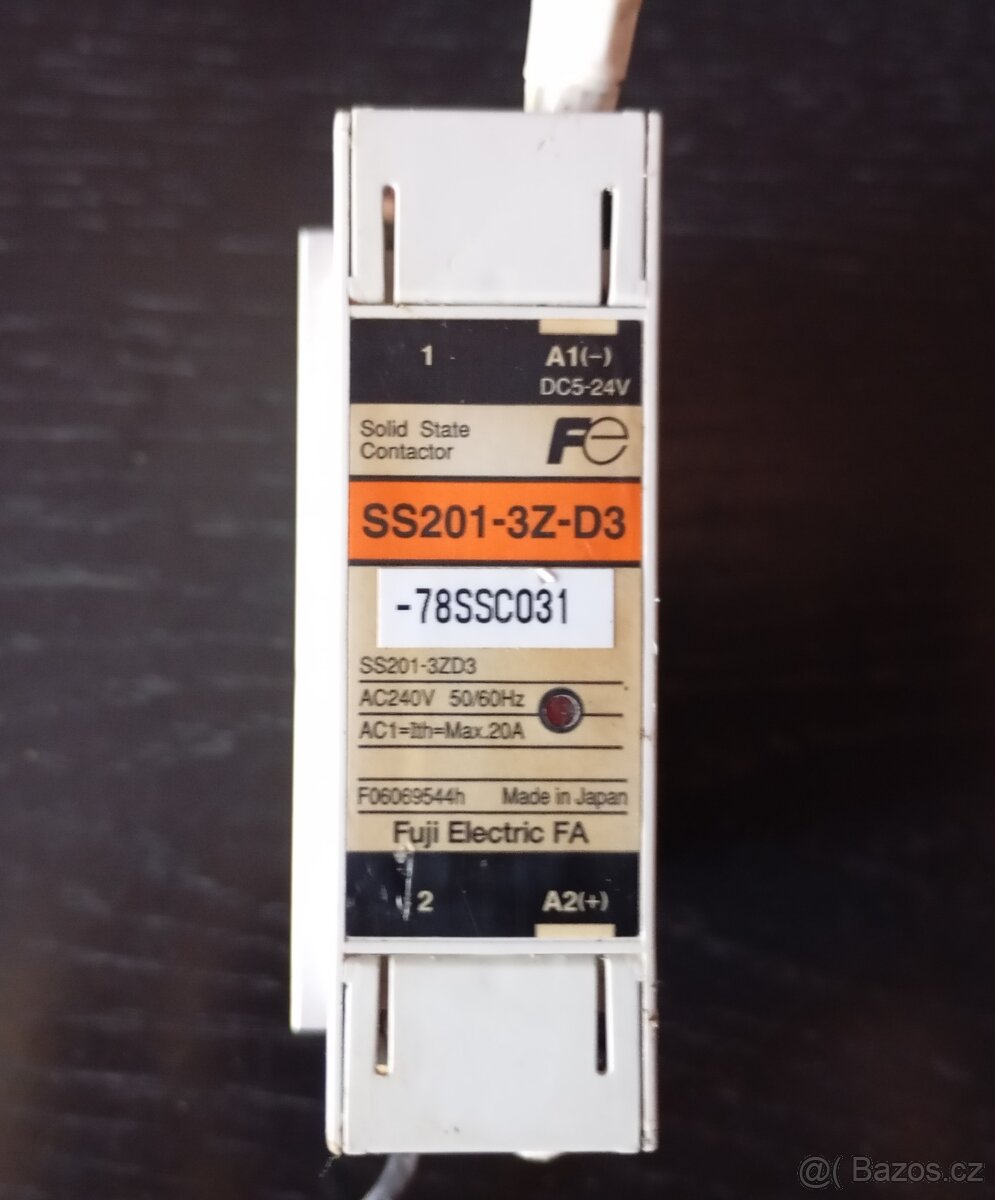 1 A1(-)
DC5-24V
Solid State
Contactor
Fe
SS201-3Z-D3
-78SSC031
SS201-3ZD3
AC240V 50/60Hz
AC1=Ith=Max.20A
F06069544h Made in Japan
Fuji Electric FA
2 A2(+)
@( Bazos.cz